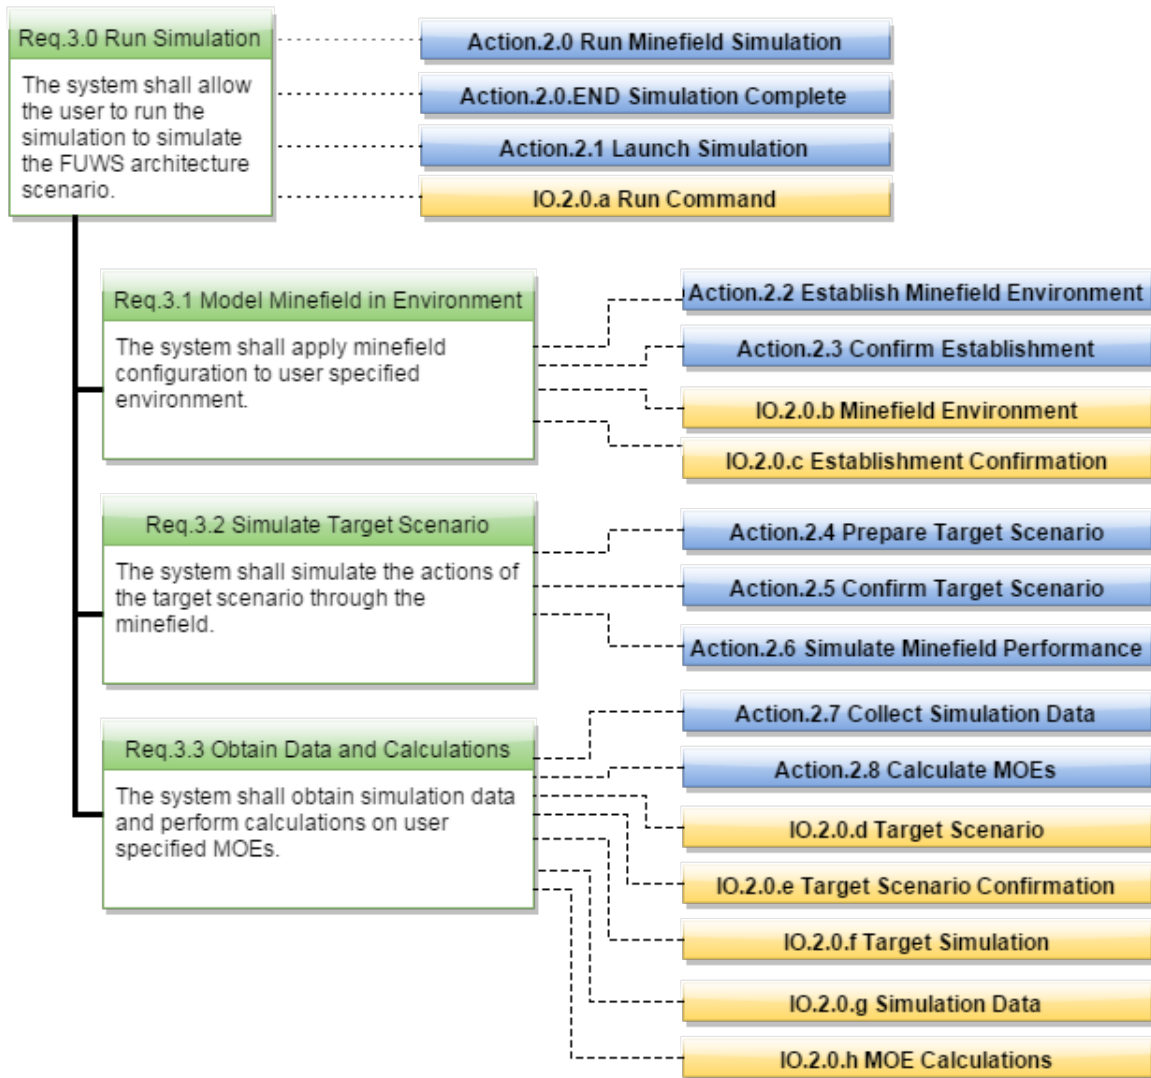 Req.3.0 Run Simulation
The system shall allow
the user to run the
simulation to simulate
the FUWS architecture
scenario.
Action.2.0 Run Minefield Simulation
Action.2.0.END Simulation Complete
Action.2.1 Launch Simulation
IO.2.0.a Run Command
Req.3.1 Model Minefield in Environment
The system shall apply minefield
configuration to user specified
environment.
Action.2.2 Establish Minefield Environment
Action.2.3 Confirm Establishment
IO.2.0.b Minefield Environment
IO.2.0.c Establishment Confirmation
Req.3.2 Simulate Target Scenario
The system shall simulate the actions of
the target scenario through the
minefield.
Action.2.4 Prepare Target Scenario
Action.2.5 Confirm Target Scenario
Action.2.6 Simulate Minefield Performance
Req.3.3 Obtain Data and Calculations
The system shall obtain simulation data
and perform calculations on user
specified MOEs.
Action.2.7 Collect Simulation Data
Action.2.8 Calculate MOEs
IO.2.0.d Target Scenario
IO.2.0.e Target Scenario Confirmation
IO.2.0.f Target Simulation
IO.2.0.g Simulation Data
IO.2.0.h MOE Calculations